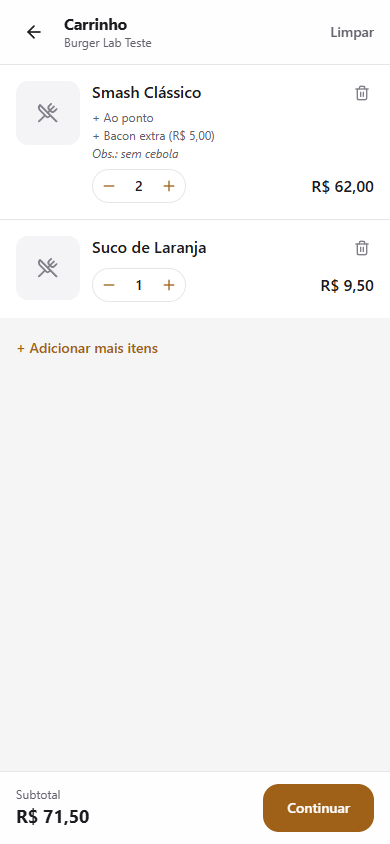 Carrinho
Burger Lab Teste
Limpar
Smash Clássico
+ Ao ponto
+ Bacon extra (R$ 5,00)
Obs.: sem cebola
− 2 +
R$ 62,00
Suco de Laranja
− 1 +
R$ 9,50
+ Adicionar mais itens
Subtotal
R$ 71,50
Continuar